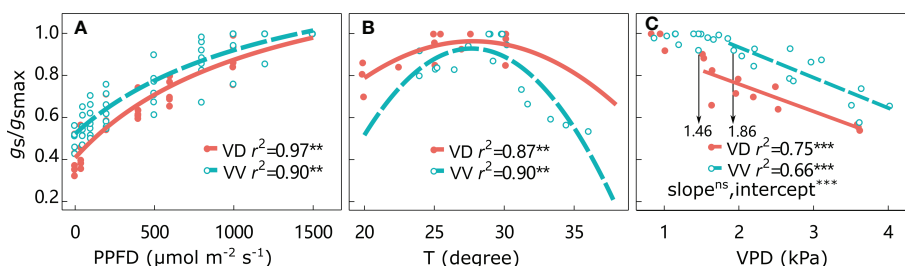 A
B
C
gs/gsmax
1.0
0.8
0.6
0.4
0.2
VD r²=0.97**
VV r²=0.90**
0 500 1000 1500
PPFD (μmol m⁻² s⁻¹)
VD r²=0.87**
VV r²=0.90**
20 25 30 35
T (degree)
1.46
1.86
VD r²=0.75***
VV r²=0.66***
slopeⁿˢ,intercept***
1 2 3 4
VPD (kPa)